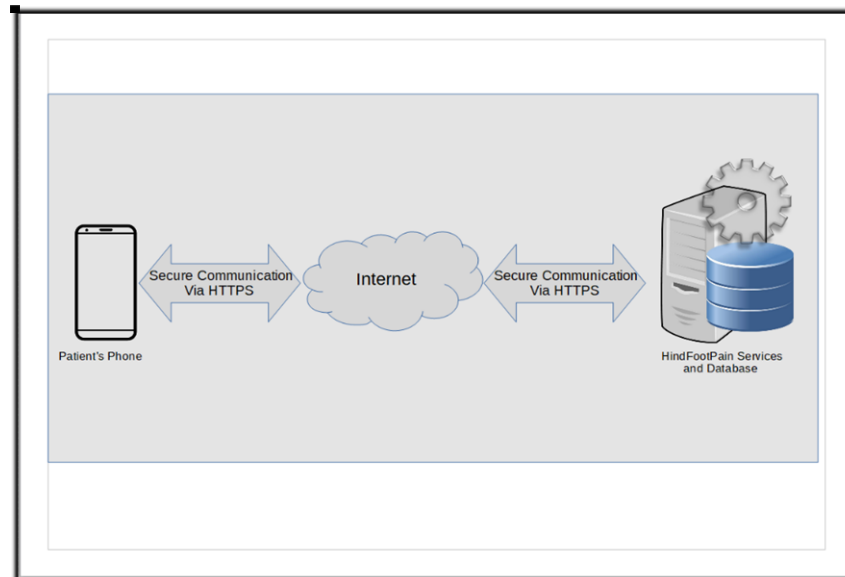 Secure Communication
Via HTTPS
Internet
Secure Communication
Via HTTPS
Patient's Phone
HindFootPain Services
and Database